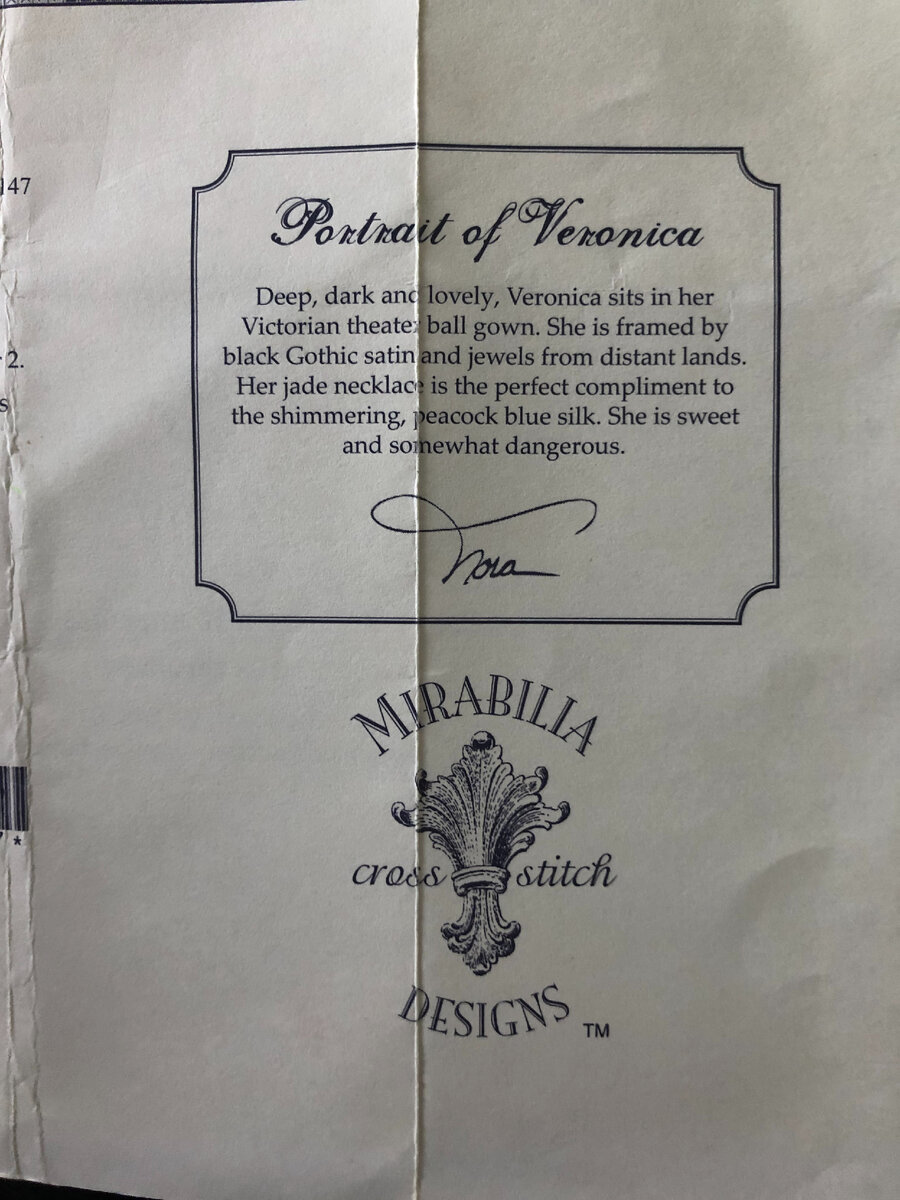 147
2.
s
Portrait of Veronica
Deep, dark and lovely, Veronica sits in her
Victorian theater ball gown. She is framed by
black Gothic satin and jewels from distant lands.
Her jade necklace is the perfect compliment to
the shimmering, peacock blue silk. She is sweet
and somewhat dangerous.
Nora
MIRABILIA
cross stitch
DESIGNS TM
*